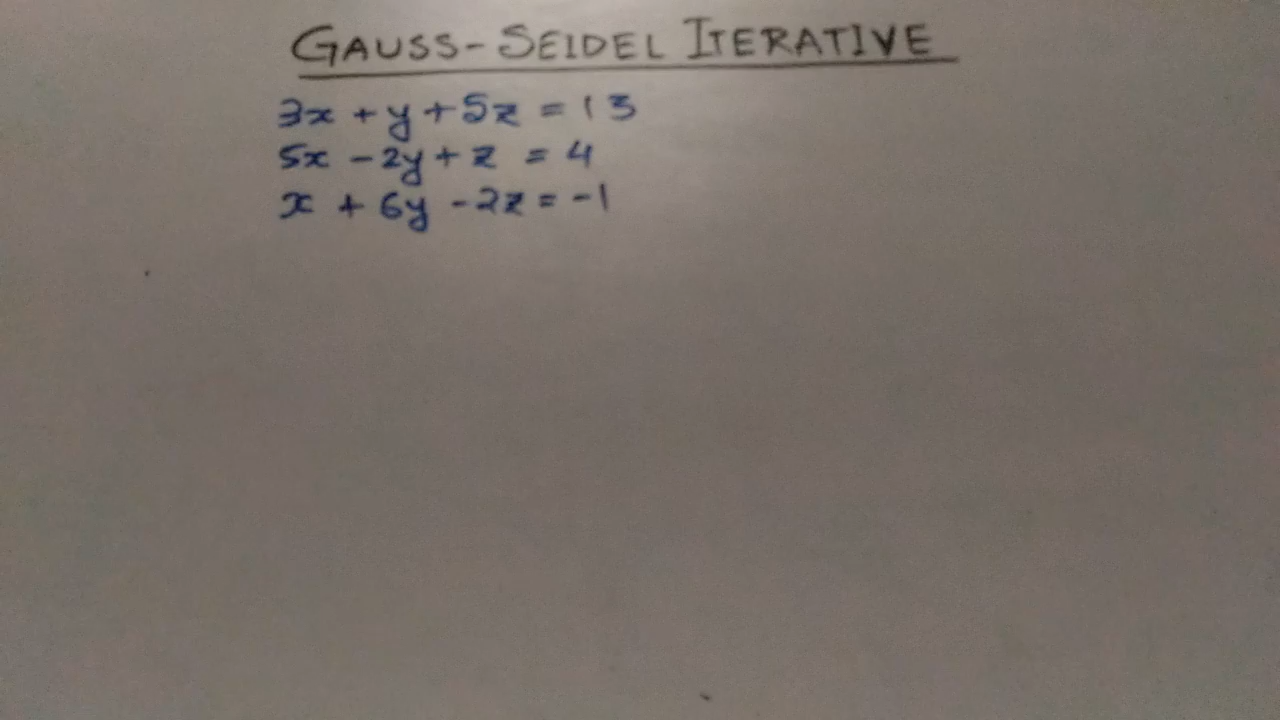 GAUSS-SEIDEL ITERATIVE
3x + y + 5z = 13
5x - 2y + z = 4
x + 6y - 2z = -1